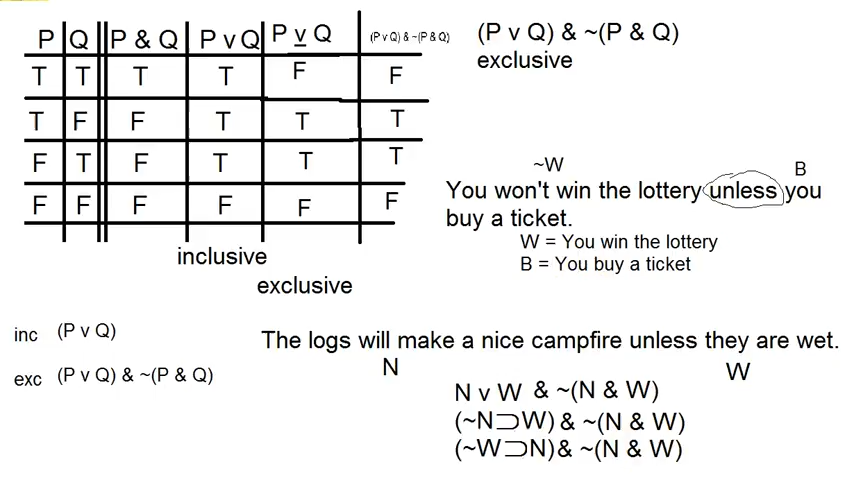 P Q P & Q P v Q P v Q (P v Q) & ~(P & Q)
T T T T F F
T F F T T T
F T F T T T
F F F F F F
inclusive
exclusive
(P v Q) & ~(P & Q)
exclusive
~W B
You won't win the lottery unless you
buy a ticket.
W = You win the lottery
B = You buy a ticket
inc (P v Q)
exc (P v Q) & ~(P & Q)
The logs will make a nice campfire unless they are wet.
N W
N v W & ~(N & W)
(~N⊃W) & ~(N & W)
(~W⊃N) & ~(N & W)